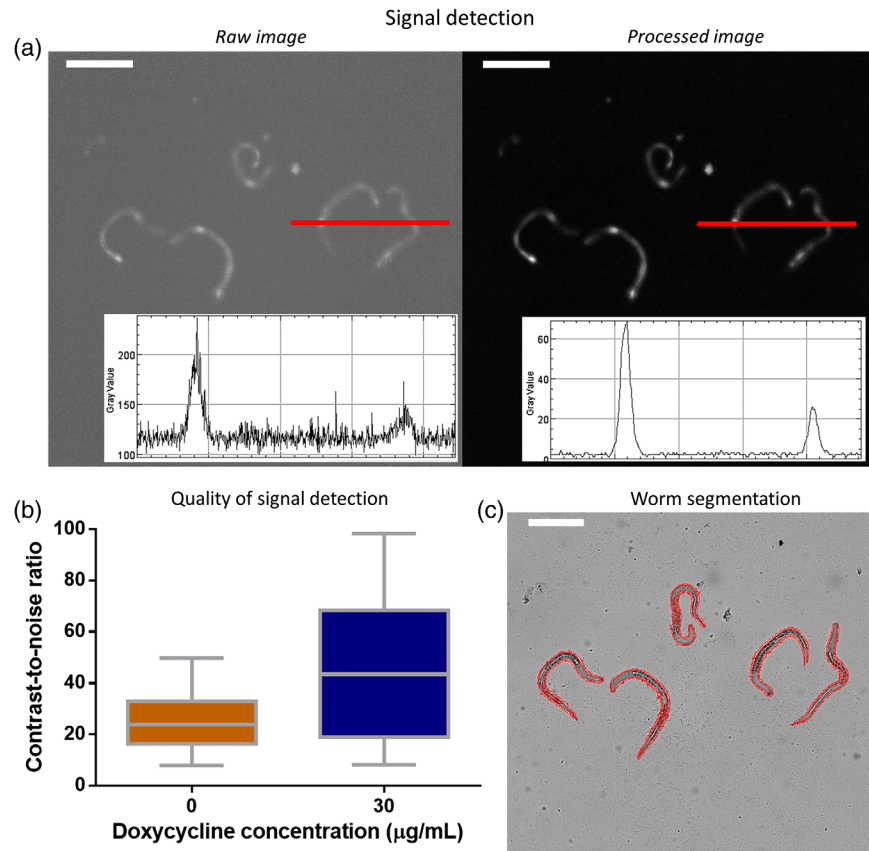 Signal detection
Raw image
Processed image
(a)
200
150
100
Gray Value
60
40
20
0
Gray Value
(b)
Quality of signal detection
100
80
60
40
20
0
Contrast-to-noise ratio
0
30
Doxycycline concentration (μg/mL)
(c)
Worm segmentation